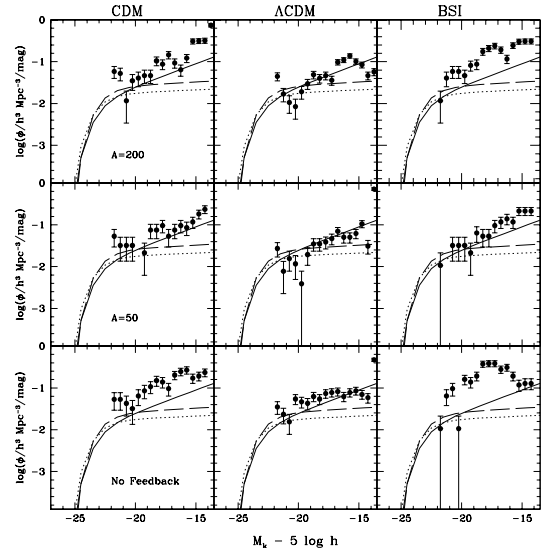 CDM ΛCDM BSI
0
−1
−2
−3
log(ϕ/h³ Mpc⁻³/mag)
A=200
0
−1
−2
−3
log(ϕ/h³ Mpc⁻³/mag)
A=50
0
−1
−2
−3
log(ϕ/h³ Mpc⁻³/mag)
No Feedback
−25 −20 −15 −25 −20 −15 −25 −20 −15
Mₖ − 5 log h